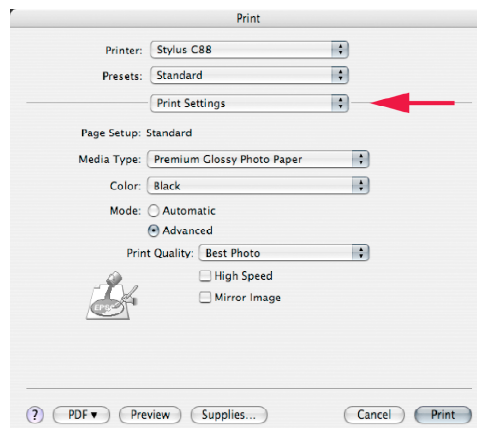 Print
Printer: Stylus C88
Presets: Standard
Print Settings
Page Setup: Standard
Media Type: Premium Glossy Photo Paper
Color: Black
Mode: Automatic
Advanced
Print Quality: Best Photo
High Speed
Mirror Image
EPSON
? PDF▼ Preview Supplies... Cancel Print